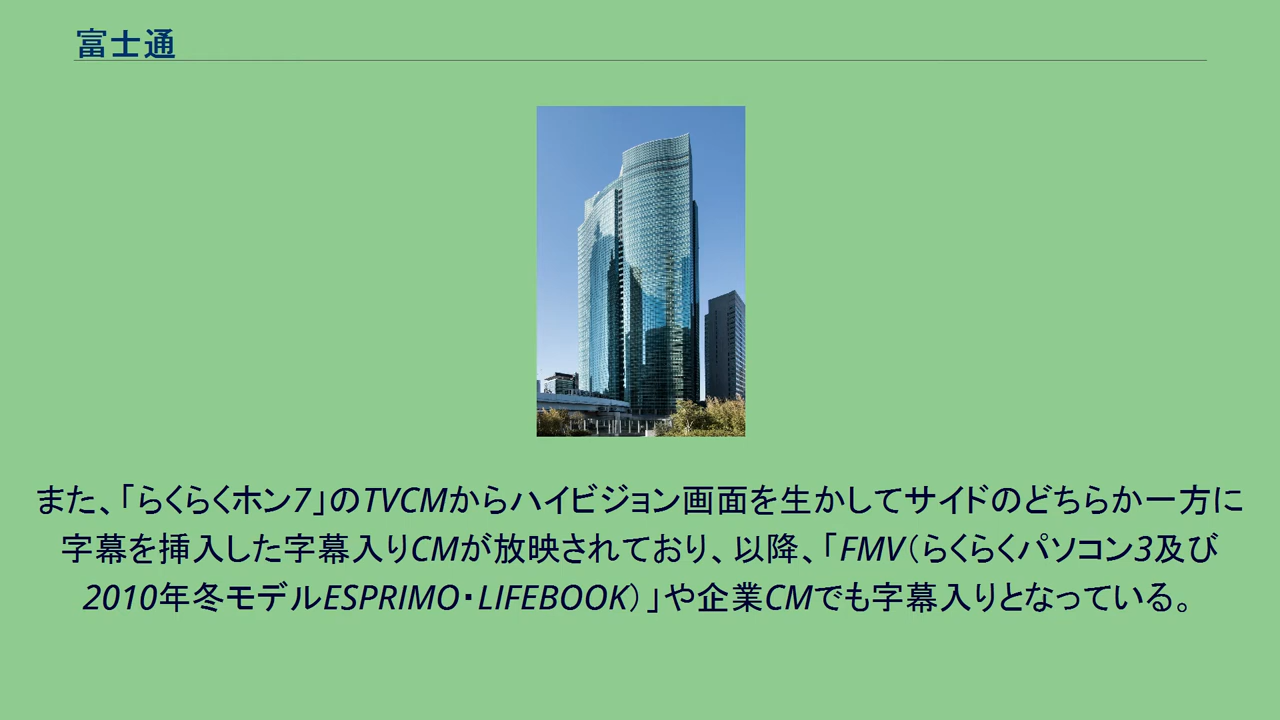 富士通
また、「らくらくホン7」のTVCMからハイビジョン画面を生かしてサイドのどちらか一方に
字幕を挿入した字幕入りCMが放映されており、以降、「FMV（らくらくパソコン3及び
2010年冬モデルESPRIMO・LIFEBOOK）」や企業CMでも字幕入りとなっている。